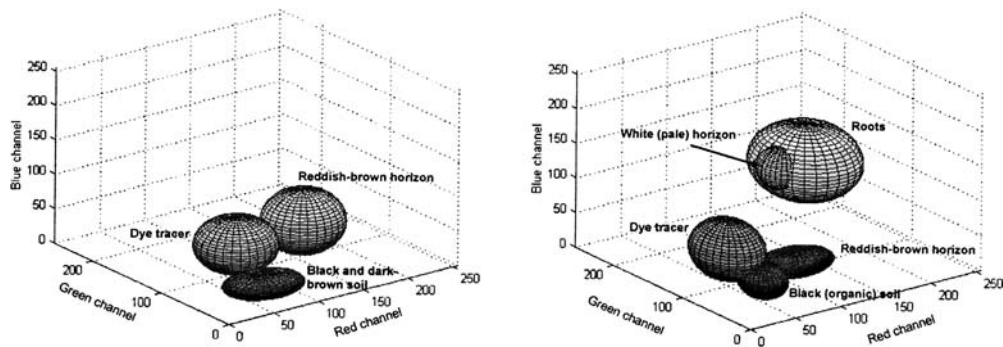 250
200
150
100
50
0
Blue channel
200
100
0
Green channel
0
50
100
150
200
250
Red channel
Reddish-brown horizon
Dye tracer
Black and dark-
brown soil
250
200
150
100
50
0
Blue channel
200
100
0
Green channel
0
50
100
150
200
250
Red channel
White (pale) horizon
Roots
Dye tracer
Reddish-brown horizon
Black (organic) soil